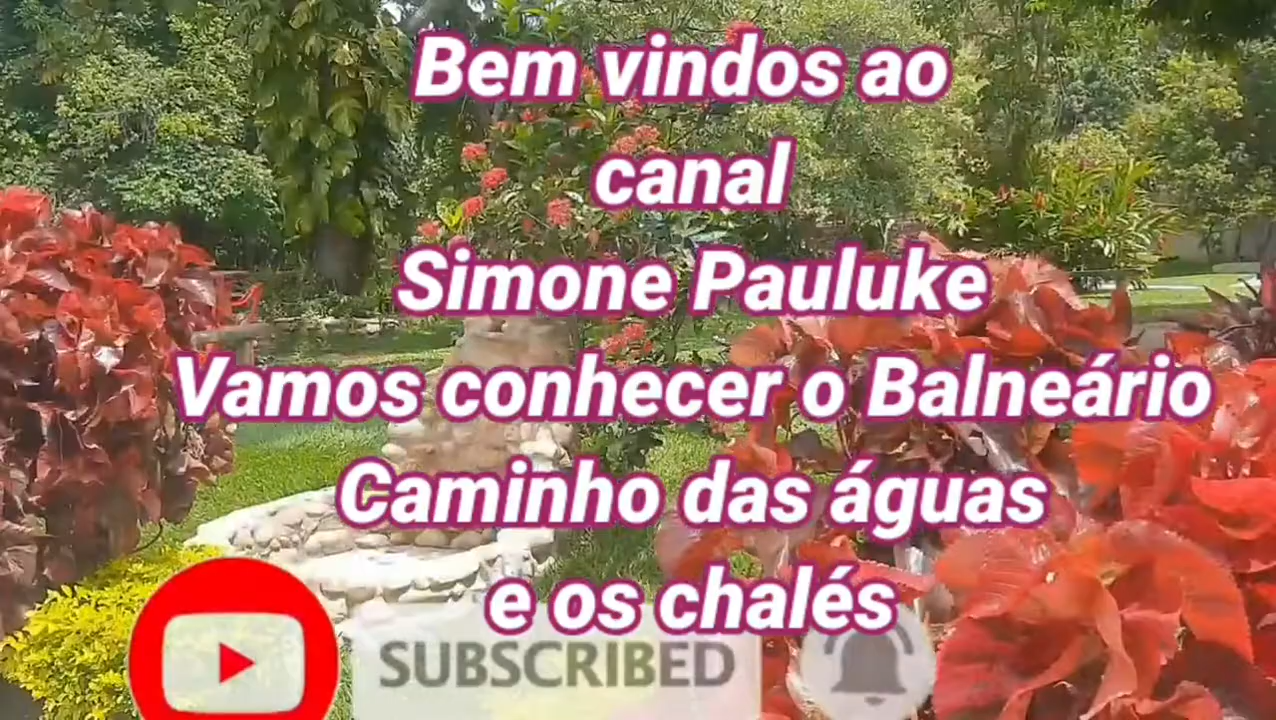 Bem vindos ao
canal
Simone Pauluke
Vamos conhecer o Balneário
Caminho das águas
e os chalés
SUBSCRIBED